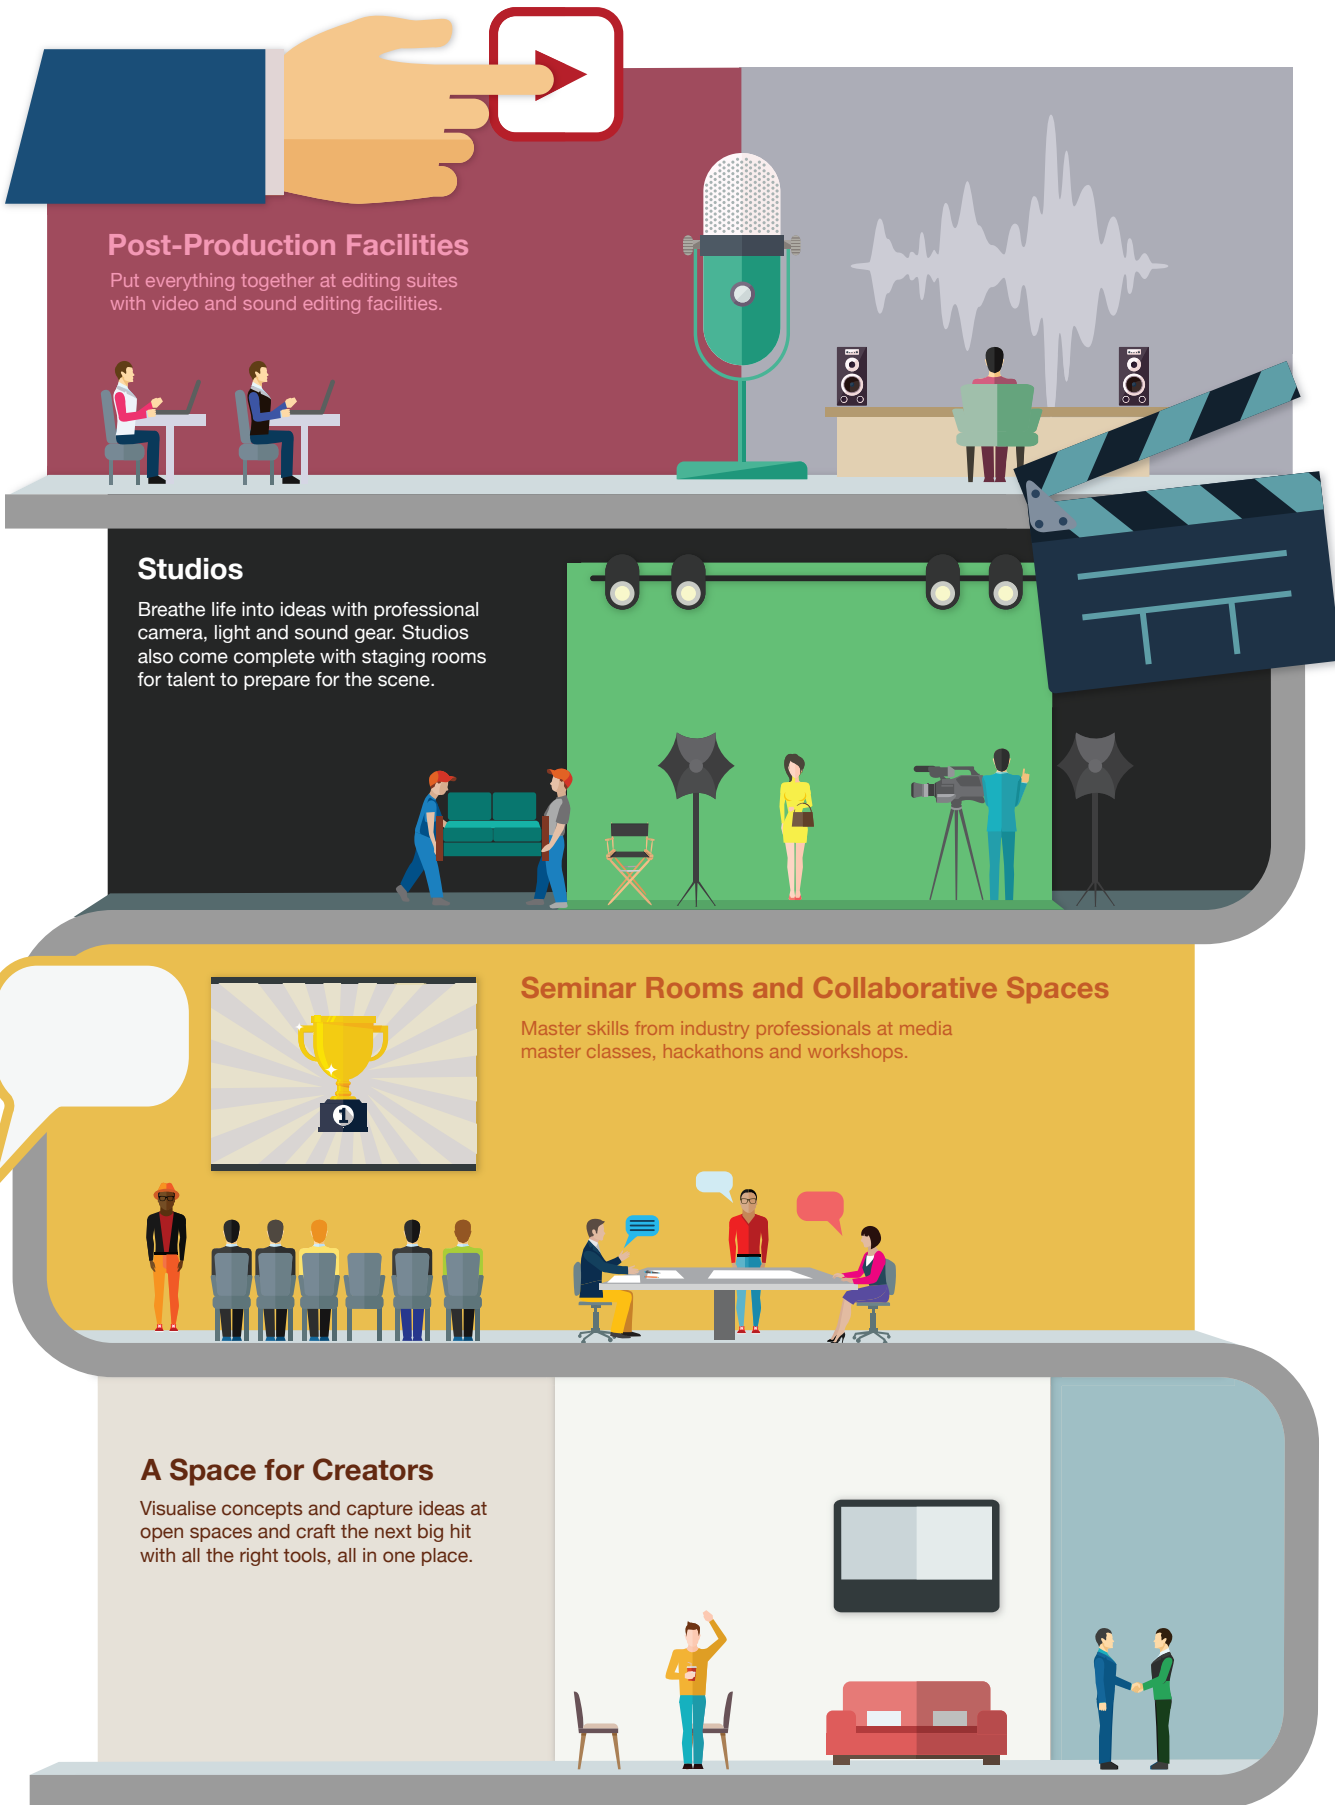 Post-Production Facilities
Put everything together at editing suites
with video and sound editing facilities.
Studios
Breathe life into ideas with professional
camera, light and sound gear. Studios
also come complete with staging rooms
for talent to prepare for the scene.
Seminar Rooms and Collaborative Spaces
Master skills from industry professionals at media
master classes, hackathons and workshops.
1
A Space for Creators
Visualise concepts and capture ideas at
open spaces and craft the next big hit
with all the right tools, all in one place.